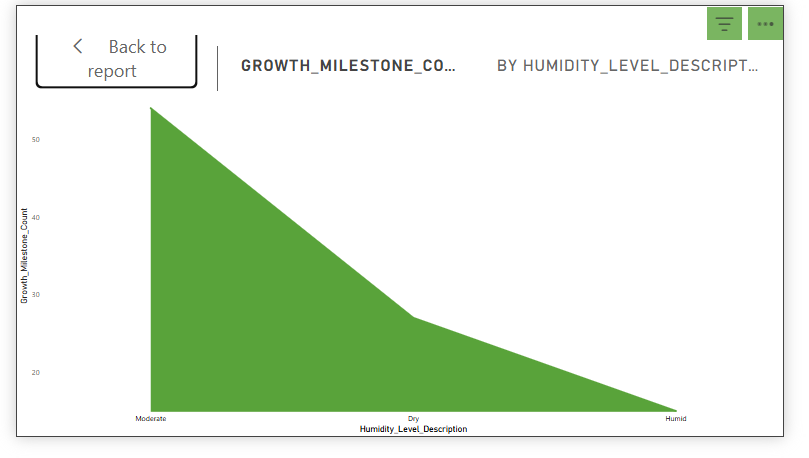 Back to
report
GROWTH_MILESTONE_CO...
BY HUMIDITY_LEVEL_DESCRIPT...
50
40
30
20
Growth_Milestone_Count
Moderate
Dry
Humid
Humidity_Level_Description